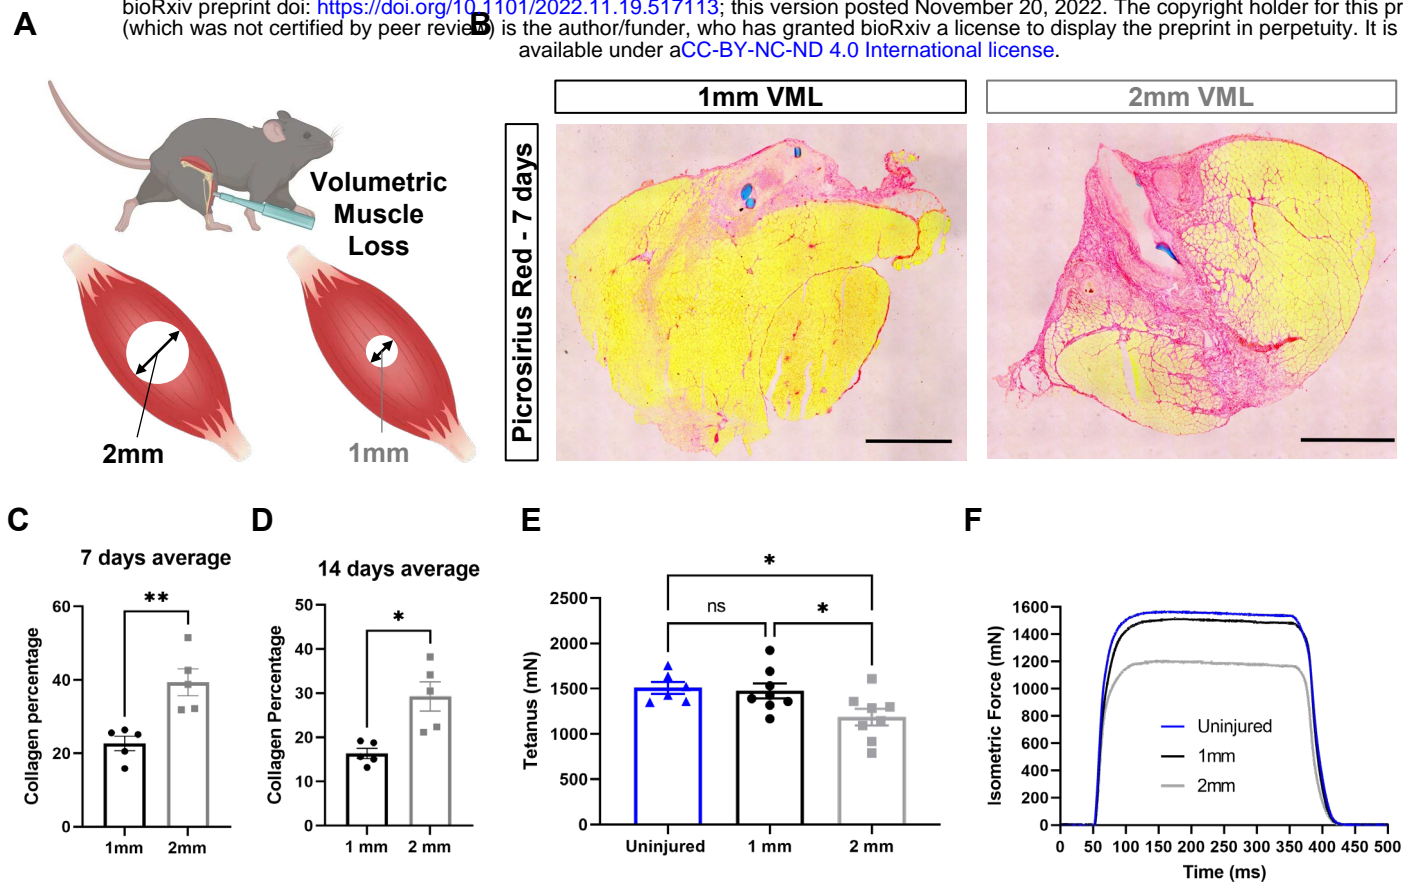 bioRxiv preprint doi: https://doi.org/10.1101/2022.11.19.517113; this version posted November 20, 2022. The copyright holder for this pr
(which was not certified by peer review) is the author/funder, who has granted bioRxiv a license to display the preprint in perpetuity. It is
available under aCC-BY-NC-ND 4.0 International license.
A
B
Volumetric
Muscle
Loss
2mm
1mm
1mm VML
2mm VML
Picrosirius Red - 7 days
C
7 days average
**
Collagen percentage
60
40
20
0
1mm
2mm
D
14 days average
*
Collagen Percentage
50
40
30
20
10
0
1 mm
2 mm
E
*
ns
*
Tetanus (mN)
2500
2000
1500
1000
500
0
Uninjured
1 mm
2 mm
F
Isometric Force (mN)
1600
1400
1200
1000
800
600
400
200
0
Uninjured
1mm
2mm
0 50 100 150 200 250 300 350 400 450 500
Time (ms)